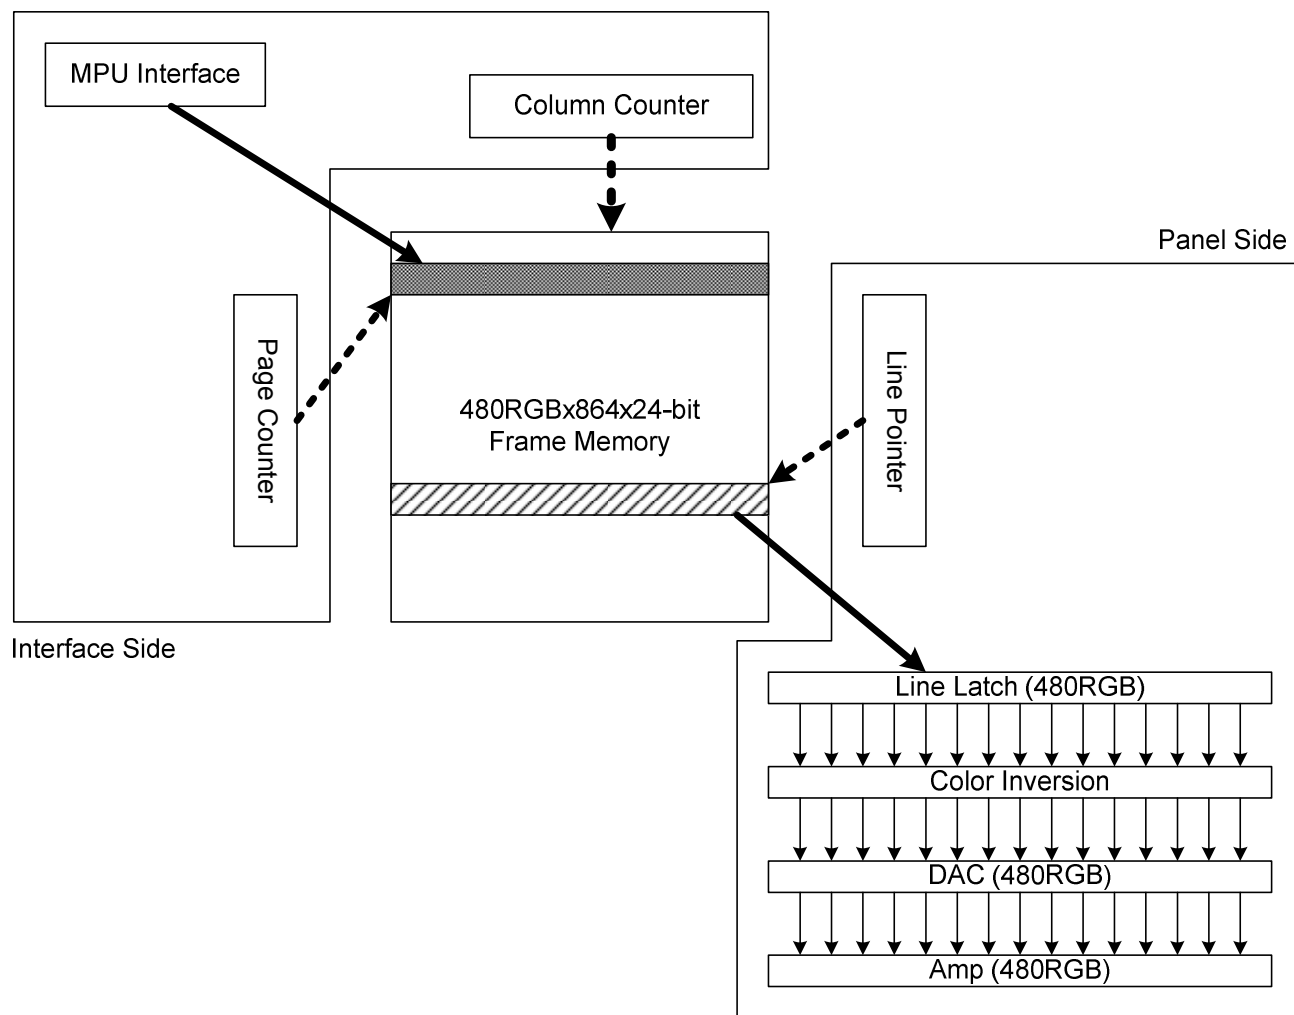 MPU Interface
Column Counter
Panel Side
Page Counter
Line Pointer
480RGBx864x24-bit
Frame Memory
Interface Side
Line Latch (480RGB)
Color Inversion
DAC (480RGB)
Amp (480RGB)